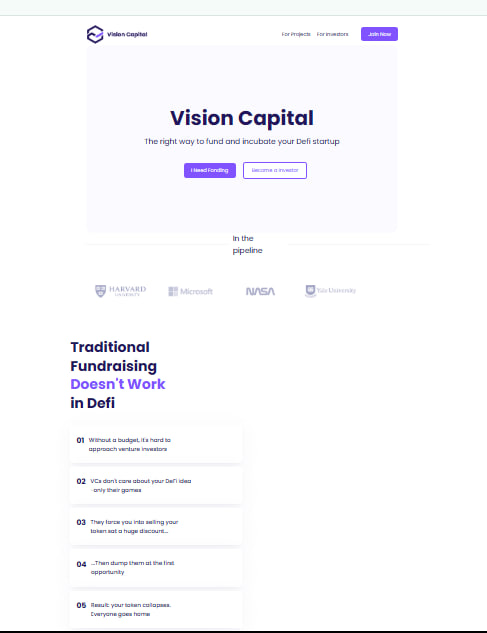 Vision Capital
For Projects
For Investors
Join Now
Vision Capital
The right way to fund and incubate your Defi startup
I Need Fonding
Become a Investor
In the
pipeline
HARVARD
UNIVERSITY
Microsoft
NASA
Yale University
Traditional
Fundraising
Doesn't Work
in Defi
01 Without a budget, it's hard to
approach venture investors
02 VCs don't care about your DeFi idea
-only their games
03 They force you into selling your
token sat a huge discount...
04 ...Then dump them at the first
opportunity
05 Result: your token collapses.
Everyone goes home